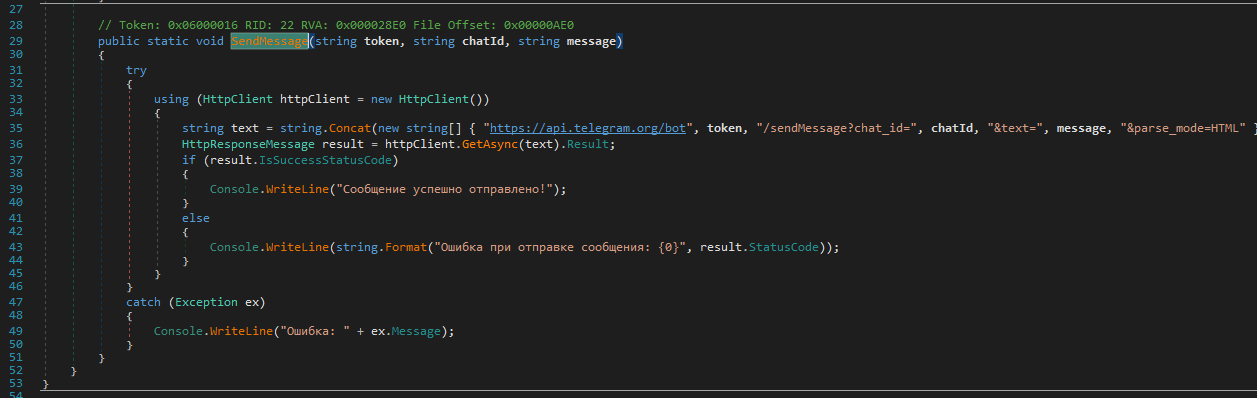 27
28 // Token: 0x06000016 RID: 22 RVA: 0x000028E0 File Offset: 0x00000AE0
29 public static void SendMessage(string token, string chatId, string message)
30 {
31 try
32 {
33 using (HttpClient httpClient = new HttpClient())
34 {
35 string text = string.Concat(new string[] { "https://api.telegram.org/bot", token, "/sendMessage?chat_id=", chatId, "&text=", message, "&parse_mode=HTML" }
36 HttpResponseMessage result = httpClient.GetAsync(text).Result;
37 if (result.IsSuccessStatusCode)
38 {
39 Console.WriteLine("Сообщение успешно отправлено!");
40 }
41 else
42 {
43 Console.WriteLine(string.Format("Ошибка при отправке сообщения: {0}", result.StatusCode));
44 }
45 }
46 }
47 catch (Exception ex)
48 {
49 Console.WriteLine("Ошибка: " + ex.Message);
50 }
51 }
52 }
53 }
54